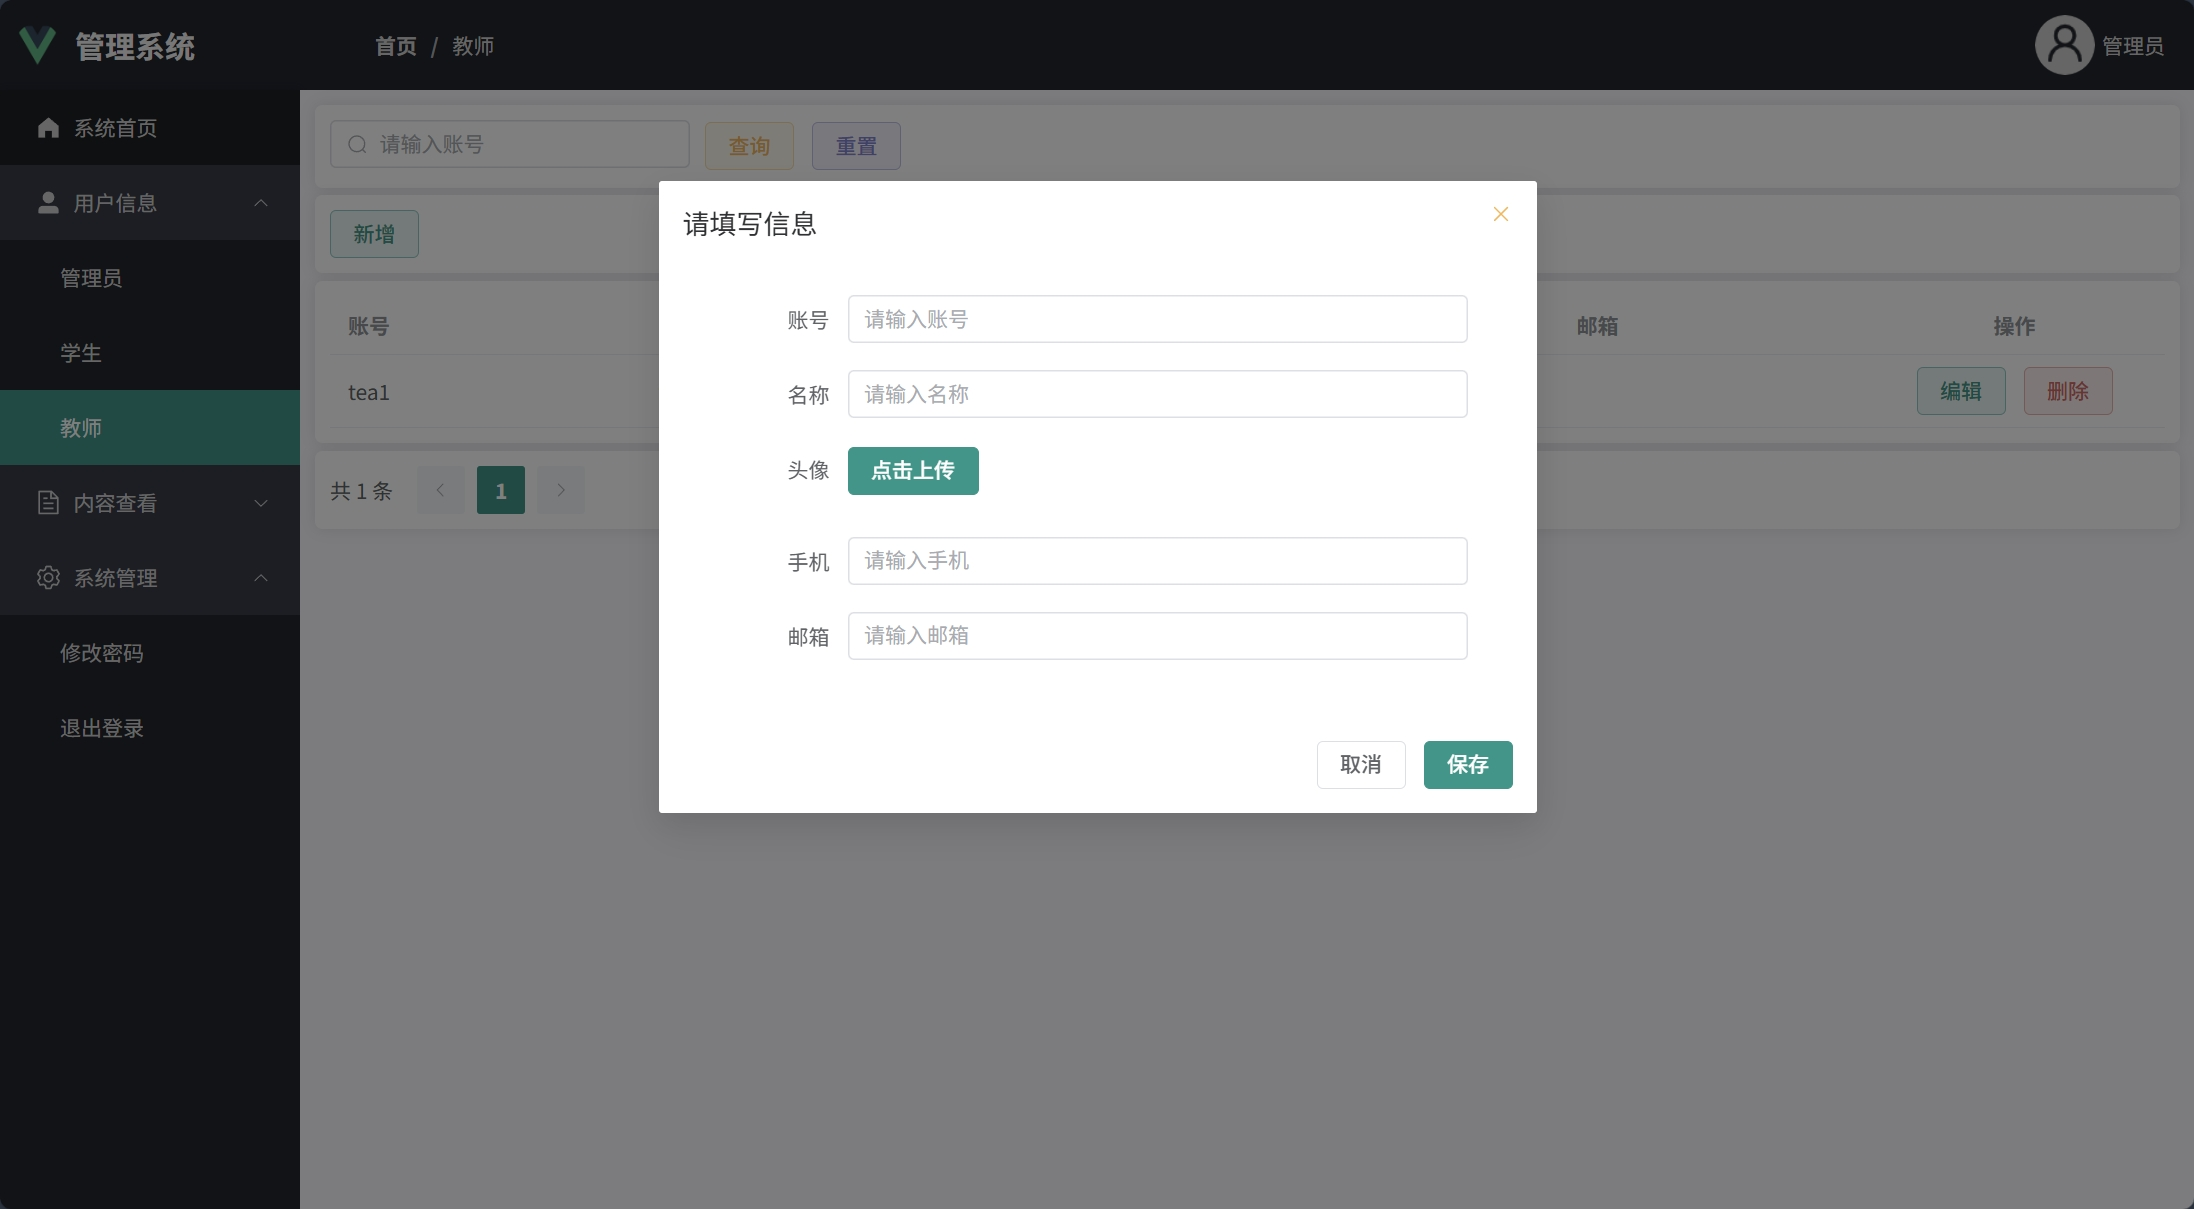 管理系统
首页 / 教师
管理员
系统首页
用户信息
管理员
学生
教师
内容查看
系统管理
修改密码
退出登录
请输入账号
查询
重置
新增
账号
邮箱
操作
tea1
编辑
删除
共 1 条
1
请填写信息
账号
请输入账号
名称
请输入名称
头像
点击上传
手机
请输入手机
邮箱
请输入邮箱
取消
保存